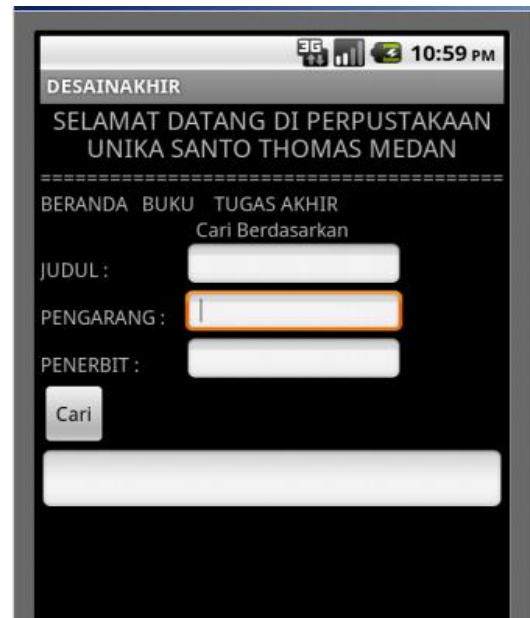 3G 10:59 PM
DESAINAKHIR
SELAMAT DATANG DI PERPUSTAKAAN
UNIKA SANTO THOMAS MEDAN
========================================
BERANDA BUKU TUGAS AKHIR
Cari Berdasarkan
JUDUL :
PENGARANG :
PENERBIT :
Cari